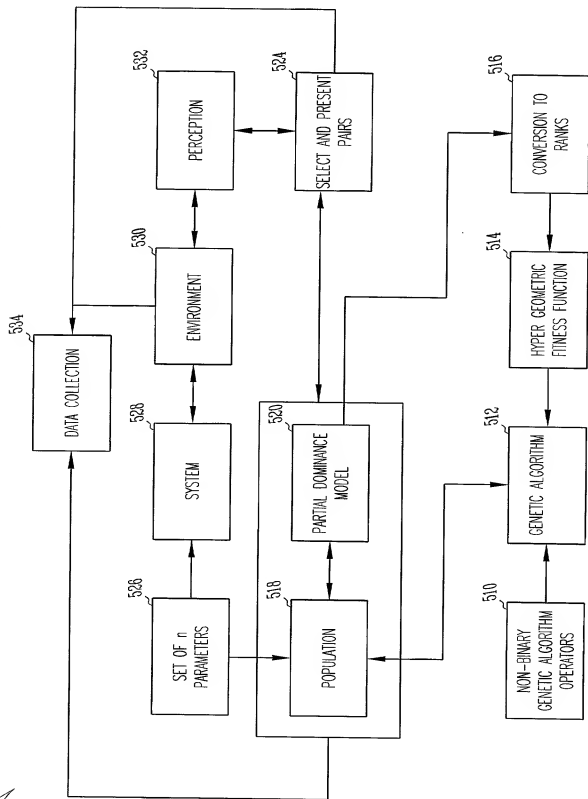 534
DATA COLLECTION
526
SET OF n
PARAMETERS
528
SYSTEM
530
ENVIRONMENT
532
PERCEPTION
518
POPULATION
520
PARTIAL DOMINANCE
MODEL
524
SELECT AND PRESENT
PAIRS
510
NON-BINARY
GENETIC ALGORITHM
OPERATORS
512
GENETIC ALGORITHM
514
HYPER GEOMETRIC
FITNESS FUNCTION
516
CONVERSION TO
RANKS